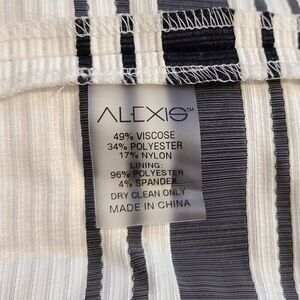 ALEXIS™
49% VISCOSE
34% POLYESTER
17% NYLON
LINING:
96% POLYESTER
4% SPANDEX
DRY CLEAN ONLY
MADE IN CHINA